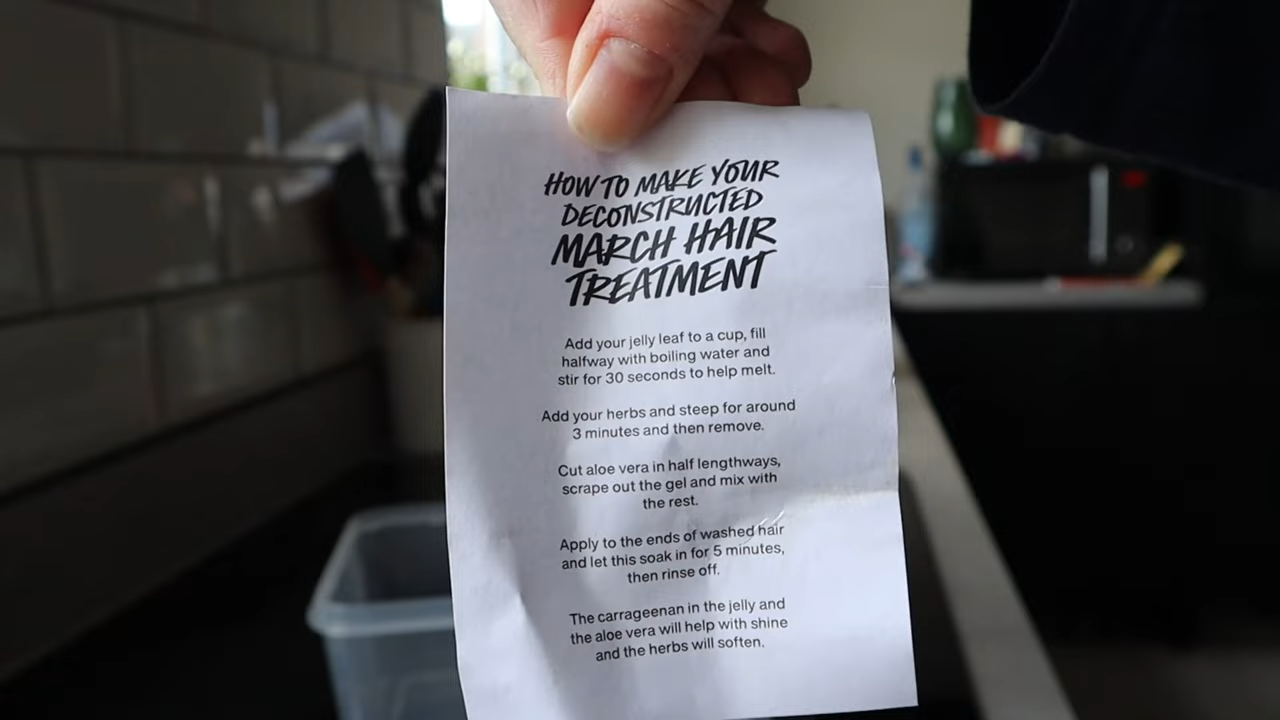 HOW TO MAKE YOUR
DECONSTRUCTED
MARCH HAIR
TREATMENT
Add your jelly leaf to a cup, fill
halfway with boiling water and
stir for 30 seconds to help melt.
Add your herbs and steep for around
3 minutes and then remove.
Cut aloe vera in half lengthways,
scrape out the gel and mix with
the rest.
Apply to the ends of washed hair
and let this soak in for 5 minutes,
then rinse off.
The carrageenan in the jelly and
the aloe vera will help with shine
and the herbs will soften.